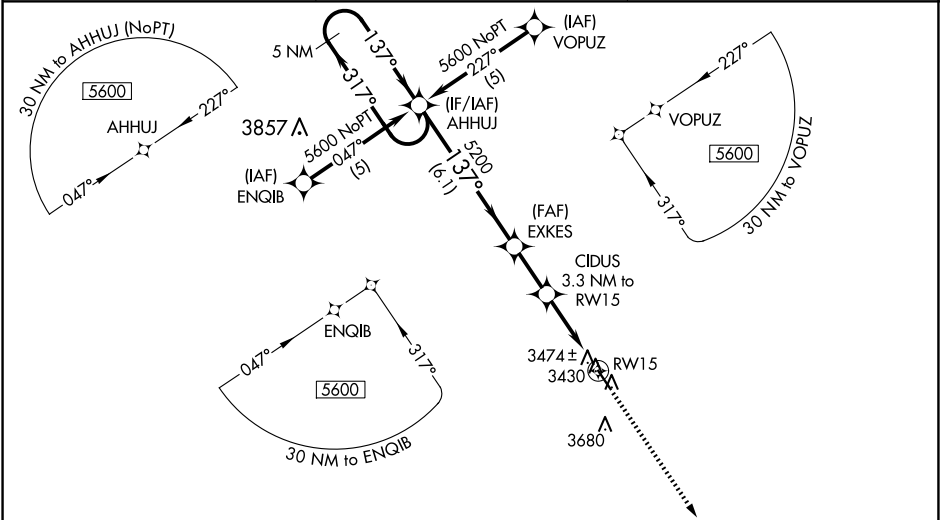 30 NM to AHHUJ (NoPT)
5600
AHHUJ
227°
047°
5 NM
137°
317°
(IAF)
VOPUZ
5600 NoPT
227°
(5)
(IF/IAF)
AHHUJ
3857
5600 NoPT
047°
(5)
(IAF)
ENQIB
5200
137°
(6.1)
227°
VOPUZ
5600
317°
30 NM to VOPUZ
(FAF)
EXKES
CIDUS
3.3 NM to
RW15
ENQIB
047°
317°
5600
30 NM to ENQIB
3474±
3430
RW15
3680